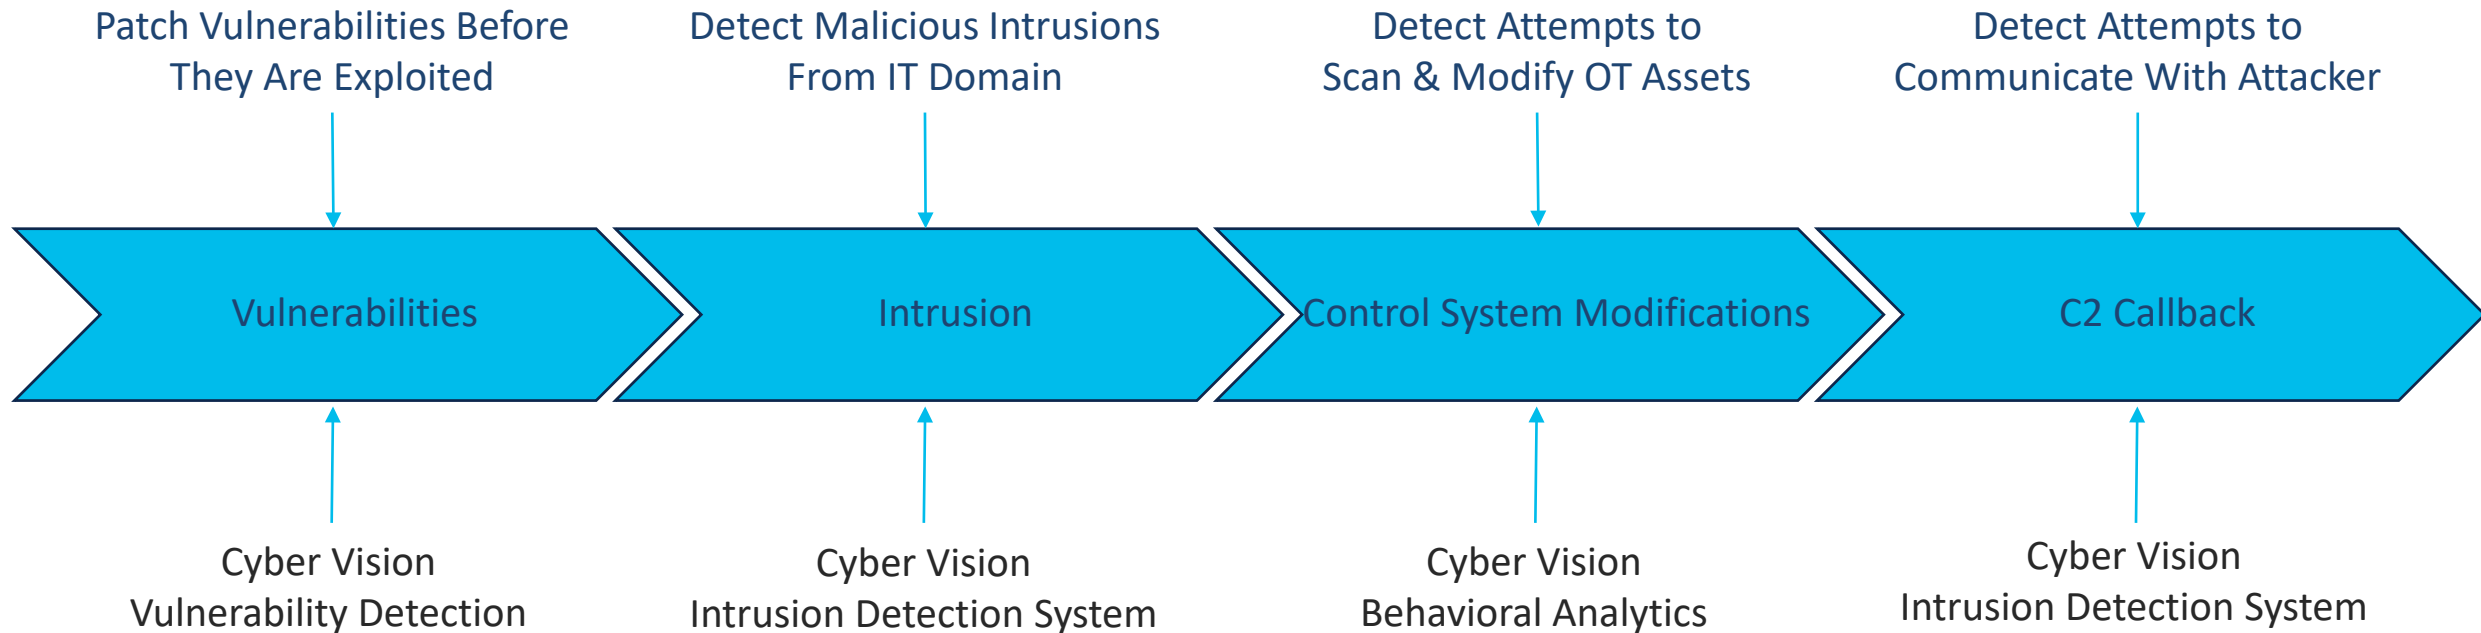 Patch Vulnerabilities Before
They Are Exploited
Detect Malicious Intrusions
From IT Domain
Detect Attempts to
Scan & Modify OT Assets
Detect Attempts to
Communicate With Attacker
Vulnerabilities
Intrusion
Control System Modifications
C2 Callback
Cyber Vision
Vulnerability Detection
Cyber Vision
Intrusion Detection System
Cyber Vision
Behavioral Analytics
Cyber Vision
Intrusion Detection System